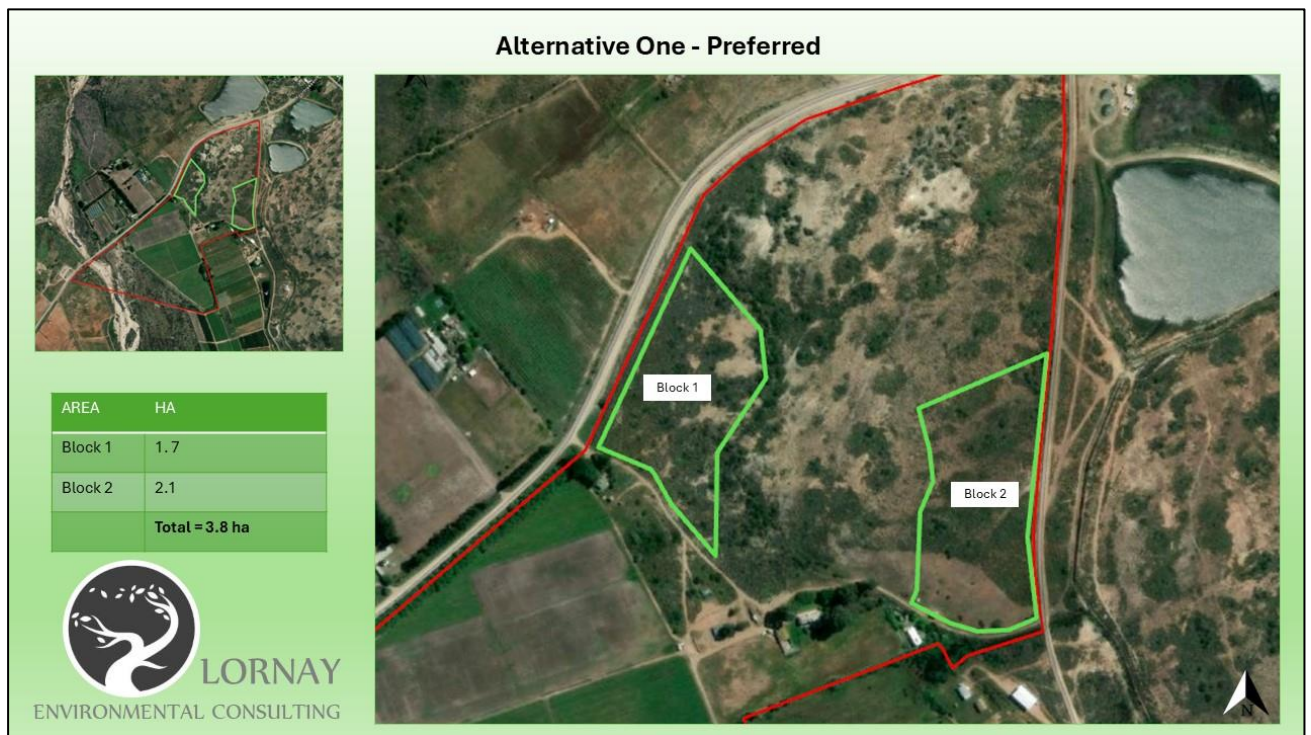 Alternative One - Preferred
AREA HA
Block 1 1.7
Block 2 2.1
Total = 3.8 ha
LORNAY
ENVIRONMENTAL CONSULTING
Block 1
Block 2
N